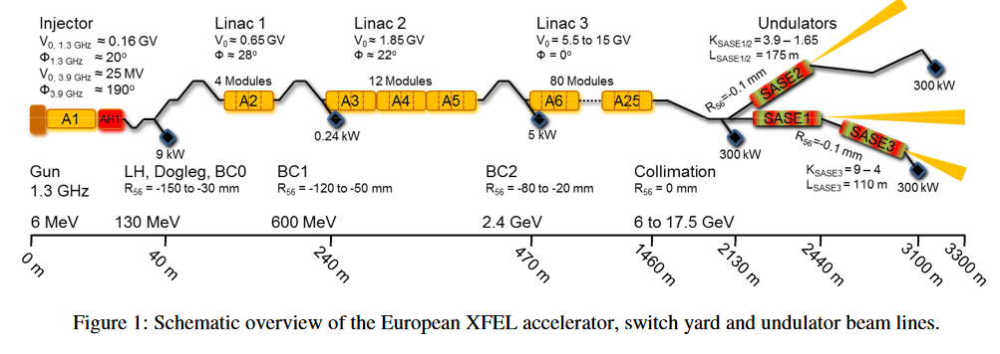 Injector
V0, 1.3 GHz ≈ 0.16 GV
Φ1.3 GHz ≈ 20º
V0, 3.9 GHz ≈ 25 MV
Φ3.9 GHz ≈ 190º
Linac 1
V0 ≈ 0.65 GV
Φ ≈ 28º
Linac 2
V0 ≈ 1.85 GV
Φ ≈ 22º
Linac 3
V0 = 5.5 to 15 GV
Φ = 0º
Undulators
KSASE1/2 = 3.9 – 1.65
LSASE1/2 = 175 m
4 Modules
12 Modules
80 Modules
A1
AH1
A2
A3
A4
A5
A6
A25
R56=-0.1 mm
SASE2
300 kW
SASE1
R56=-0.1 mm
SASE3
9 kW
0.24 kW
5 kW
300 kW
KSASE3 = 9 – 4
LSASE3 = 110 m
300 kW
Gun
1.3 GHz
LH, Dogleg, BC0
R56 = -150 to -30 mm
BC1
R56 = -120 to -50 mm
BC2
R56 = -80 to -20 mm
Collimation
R56 = 0 mm
6 MeV
130 MeV
600 MeV
2.4 GeV
6 to 17.5 GeV
0 m
40 m
240 m
470 m
1460 m
2130 m
2440 m
3100 m
3300 m
Figure 1: Schematic overview of the European XFEL accelerator, switch yard and undulator beam lines.